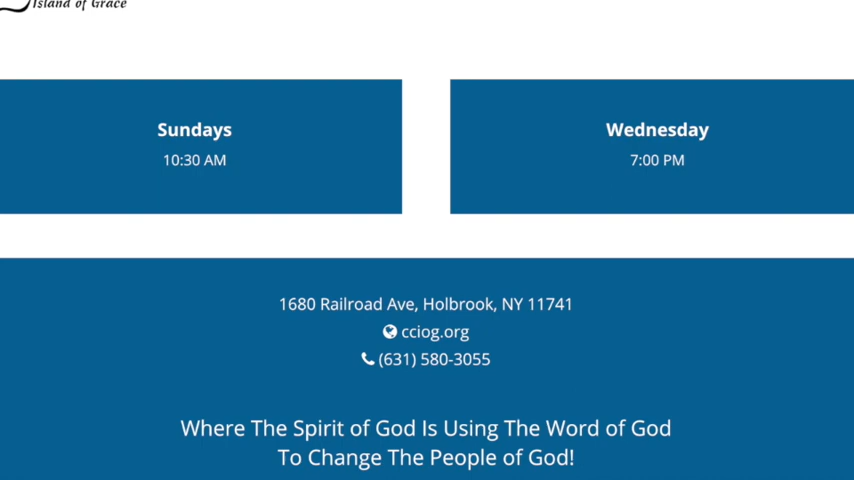 Island of Grace
Sundays
10:30 AM
Wednesday
7:00 PM
1680 Railroad Ave, Holbrook, NY 11741
cciog.org
(631) 580-3055
Where The Spirit of God Is Using The Word of God
To Change The People of God!